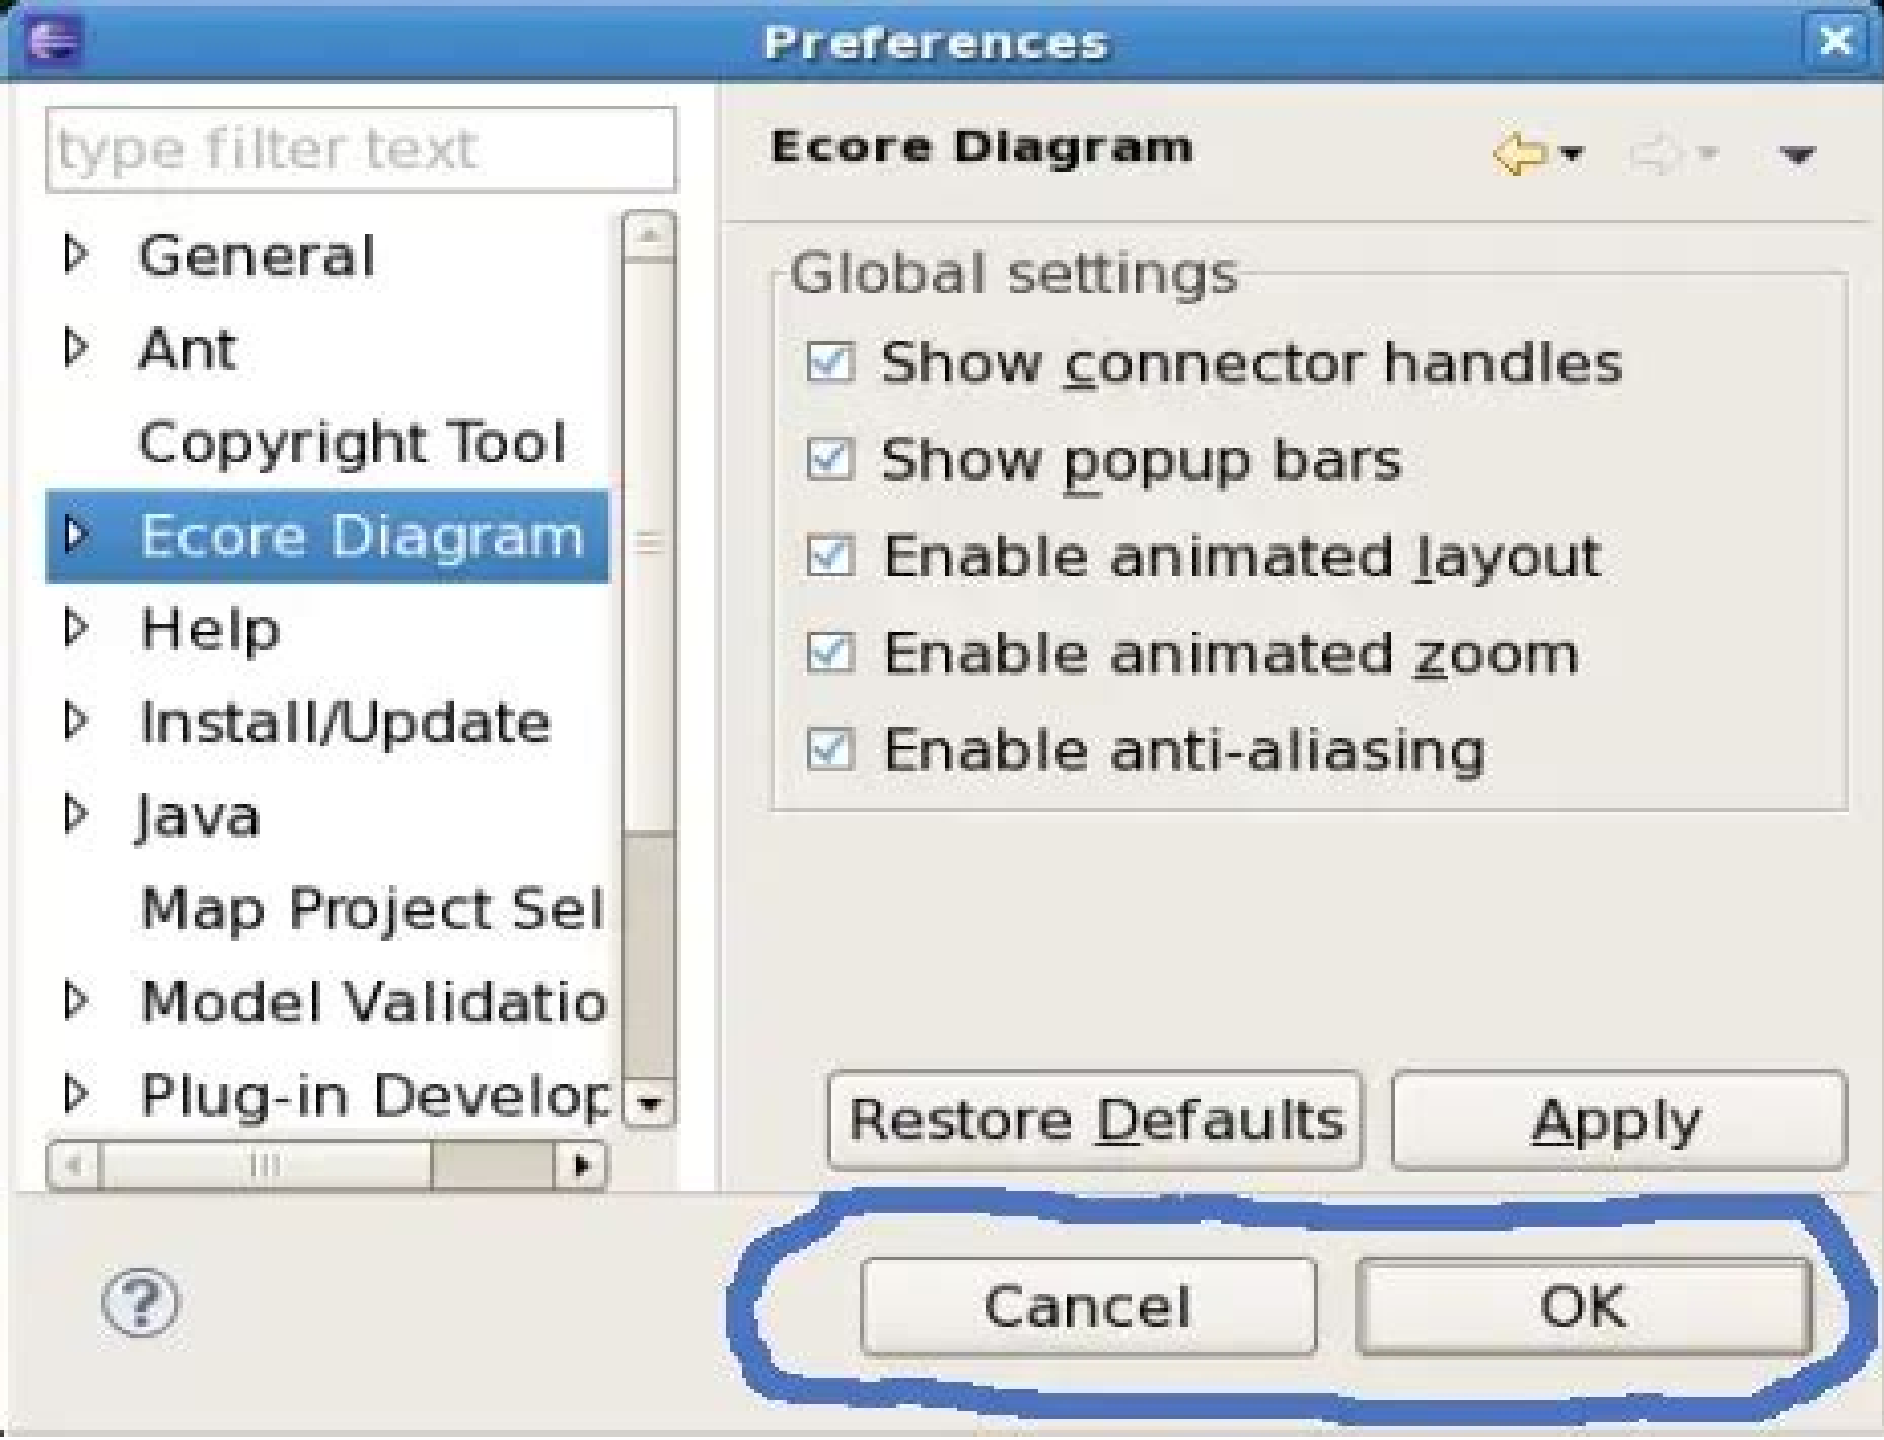 Preferences
type filter text
General
Ant
Copyright Tool
Ecore Diagram
Help
Install/Update
Java
Map Project Sel
Model Validatio
Plug-in Develop
Ecore Diagram
Global settings
Show connector handles
Show popup bars
Enable animated layout
Enable animated zoom
Enable anti-aliasing
Restore Defaults Apply
? Cancel OK